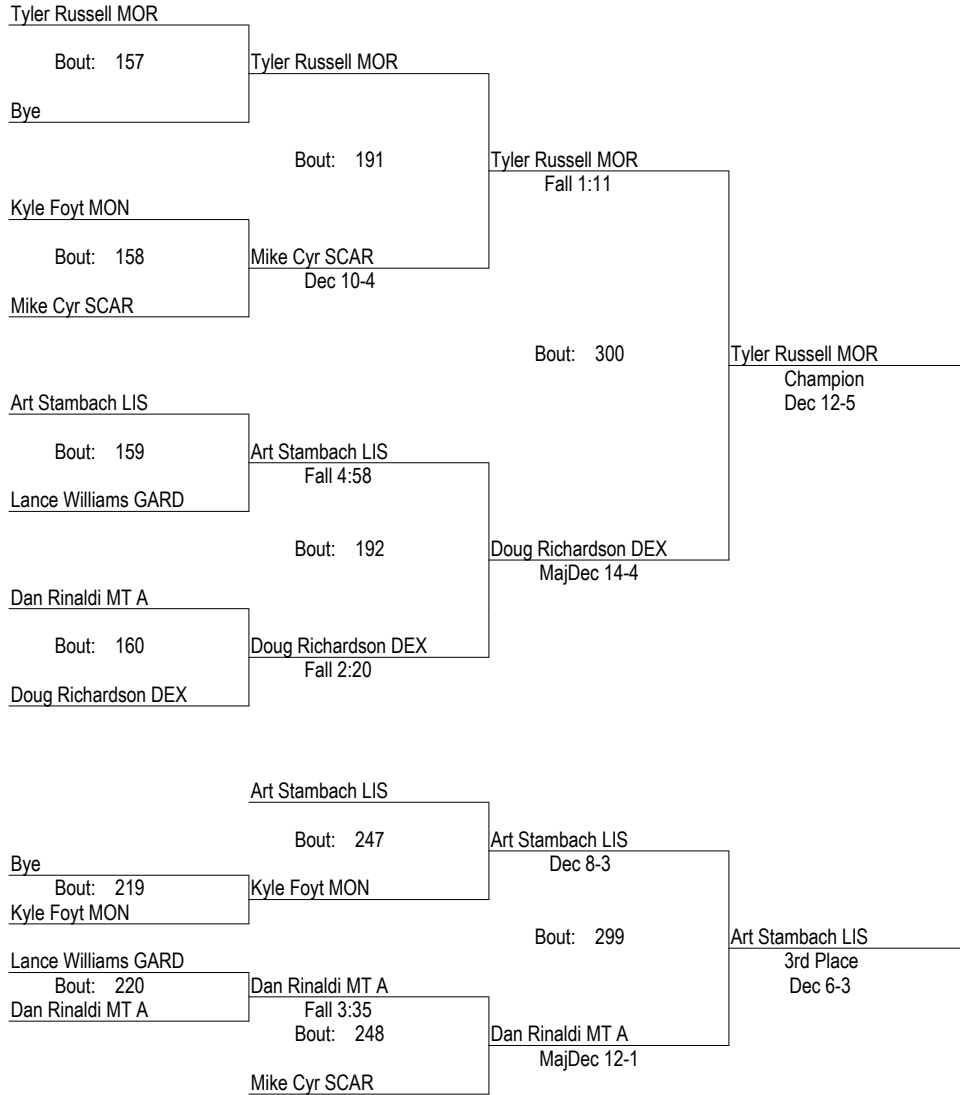 Tyler Russell MOR
Bout: 157
Tyler Russell MOR
Bye
Bout: 191
Tyler Russell MOR
Fall 1:11
Kyle Foyt MON
Bout: 158
Mike Cyr SCAR
Dec 10-4
Mike Cyr SCAR
Bout: 300
Tyler Russell MOR
Champion
Dec 12-5
Art Stambach LIS
Bout: 159
Art Stambach LIS
Fall 4:58
Lance Williams GARD
Bout: 192
Doug Richardson DEX
MajDec 14-4
Dan Rinaldi MT A
Bout: 160
Doug Richardson DEX
Fall 2:20
Doug Richardson DEX
Art Stambach LIS
Bout: 247
Art Stambach LIS
Dec 8-3
Bye
Bout: 219
Kyle Foyt MON
Kyle Foyt MON
Bout: 299
Art Stambach LIS
3rd Place
Dec 6-3
Lance Williams GARD
Bout: 220
Dan Rinaldi MT A
Dan Rinaldi MT A
Fall 3:35
Bout: 248
Dan Rinaldi MT A
MajDec 12-1
Mike Cyr SCAR